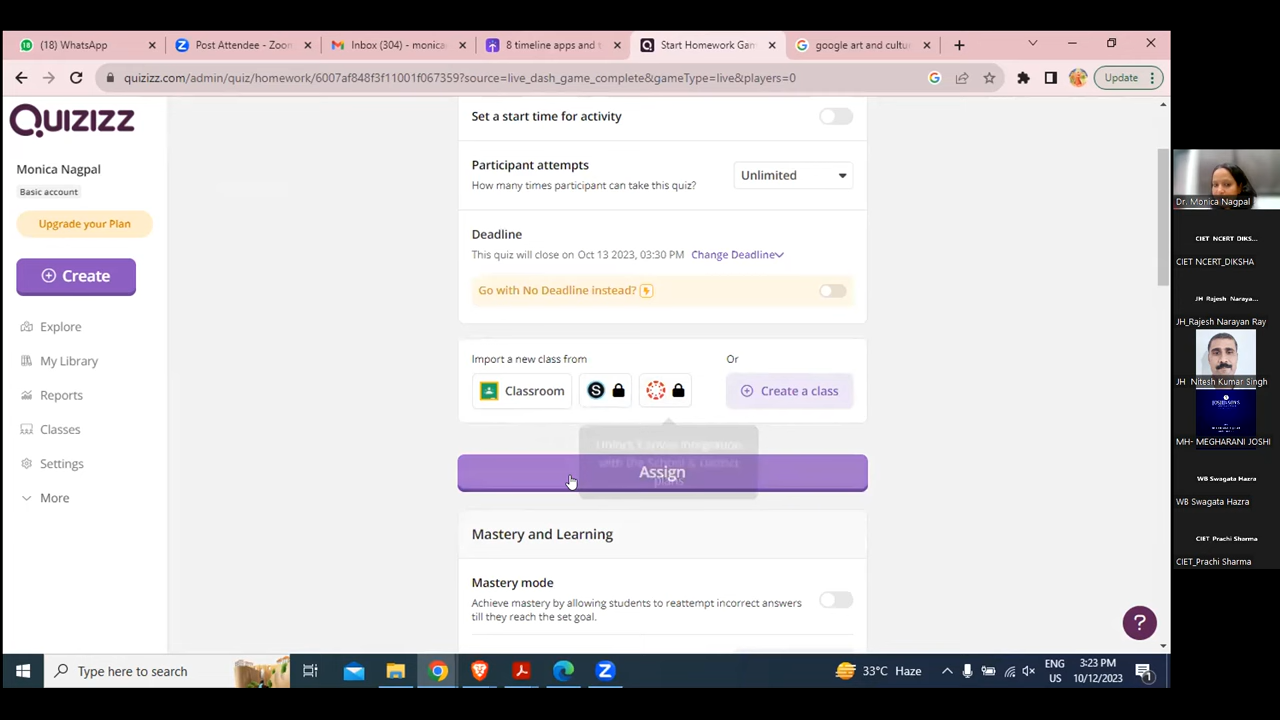 (18) WhatsApp
Post Attendee - Zoom
Inbox (304) - monica
8 timeline apps and t
Start Homework Gam
google art and cultu
quizizz.com/admin/quiz/homework/6007af848f3f11001f067359?source=live_dash_game_complete&gameType=live&players=0
Update
QUIZIZZ
Monica Nagpal
Basic account
Upgrade your Plan
Create
Explore
My Library
Reports
Classes
Settings
More
Set a start time for activity
Participant attempts
How many times participant can take this quiz?
Unlimited
Deadline
This quiz will close on Oct 13 2023, 03:30 PM
Change Deadline
Go with No Deadline instead?
Import a new class from
Or
Classroom
S
Create a class
Assign
Mastery and Learning
Mastery mode
Achieve mastery by allowing students to reattempt incorrect answers
till they reach the set goal.
?
Dr. Monica Nagpal
CIET NCERT DIKS...
CIET NCERT_DIKSHA
JH_Rajesh Naraya...
JH_Rajesh Narayan Ray
JH Nitesh Kumar Singh
MH- MEGHARANI JOSHI
WB Swagata Hazra
WB Swagata Hazra
CIET_Prachi Sharma
CIET_Prachi Sharma
Type here to search
33°C Haze
ENG
US
3:23 PM
10/12/2023